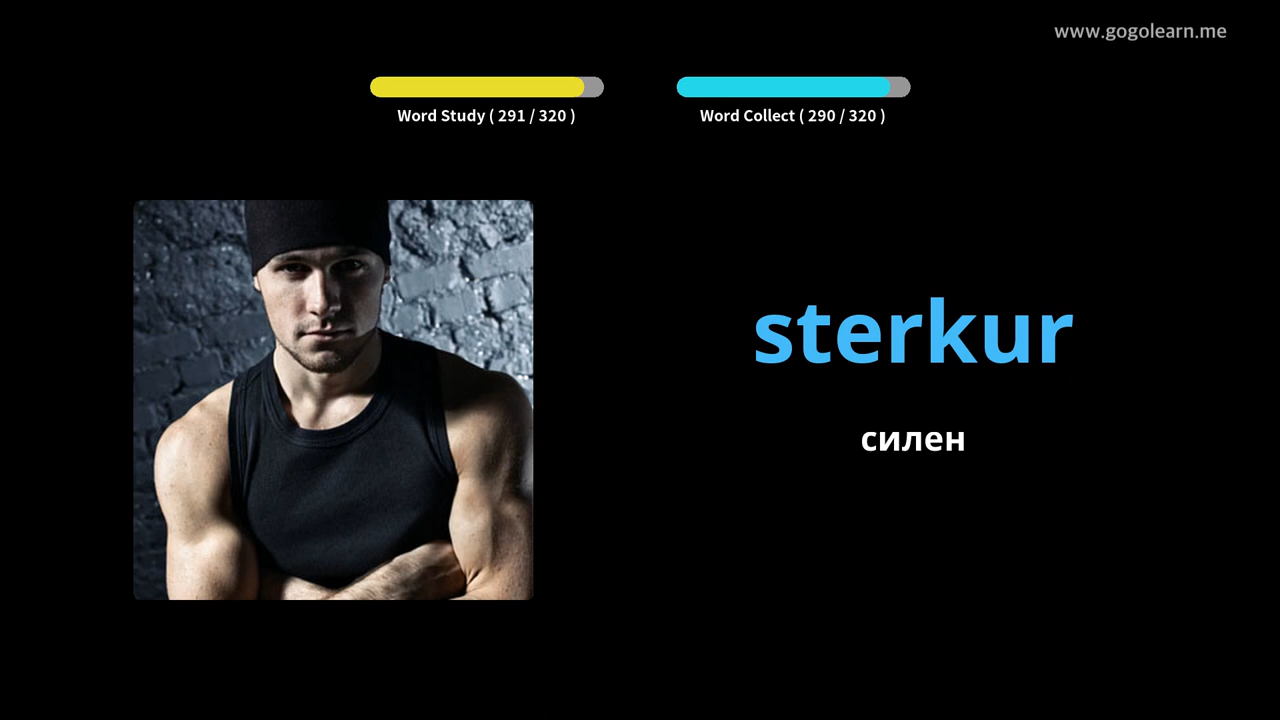 www.gogolearn.me
Word Study ( 291 / 320 )
Word Collect ( 290 / 320 )
sterkur
силен